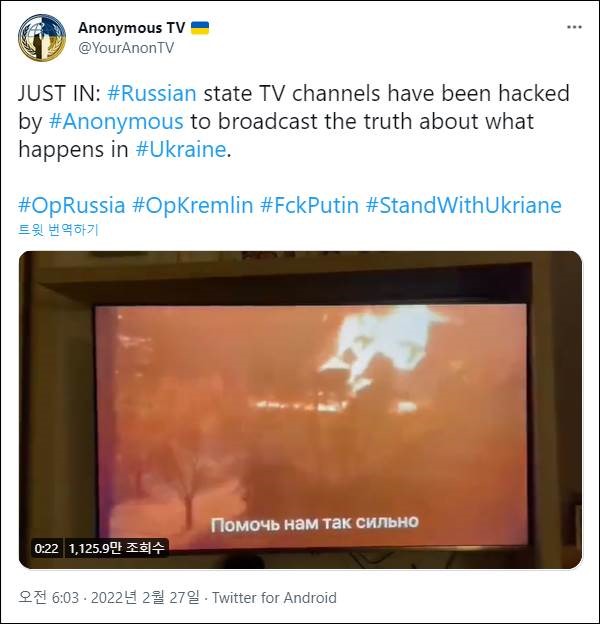 Anonymous TV
@YourAnonTV
JUST IN: #Russian state TV channels have been hacked
by #Anonymous to broadcast the truth about what
happens in #Ukraine.
#OpRussia #OpKremlin #FckPutin #StandWithUkriane
트윗 번역하기
Помочь нам так сильно
0:22 1,125.9만 조회수
오전 6:03 · 2022년 2월 27일 · Twitter for Android